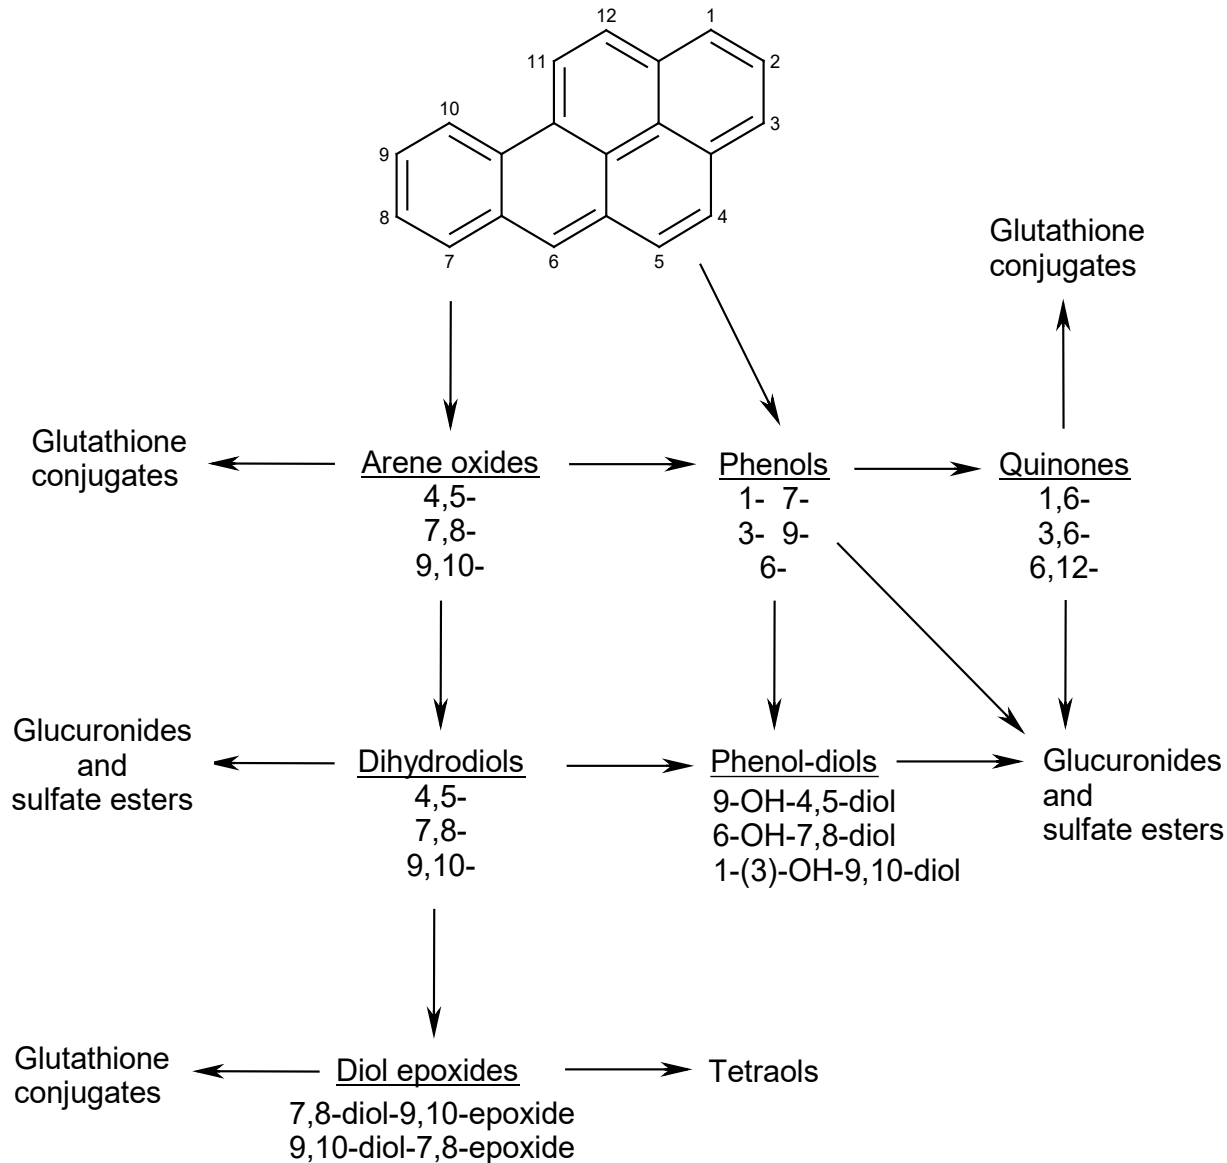 12
1
11
2
10
3
9
8
4
7
6
5
Glutathione
conjugates
Glutathione
conjugates
Arene oxides
4,5-
7,8-
9,10-
Phenols
1- 7-
3- 9-
6-
Quinones
1,6-
3,6-
6,12-
Glucuronides
and
sulfate esters
Dihydrodiols
4,5-
7,8-
9,10-
Phenol-diols
9-OH-4,5-diol
6-OH-7,8-diol
1-(3)-OH-9,10-diol
Glucuronides
and
sulfate esters
Glutathione
conjugates
Diol epoxides
7,8-diol-9,10-epoxide
9,10-diol-7,8-epoxide
Tetraols